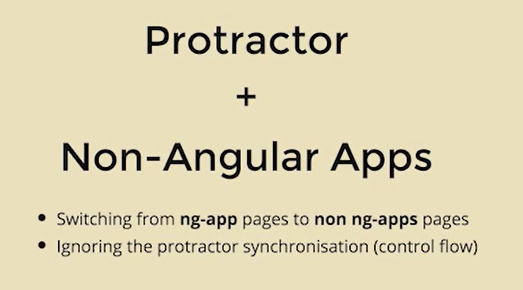 Protractor
+
Non-Angular Apps
• Switching from ng-app pages to non ng-apps pages
• Ignoring the protractor synchronisation (control flow)